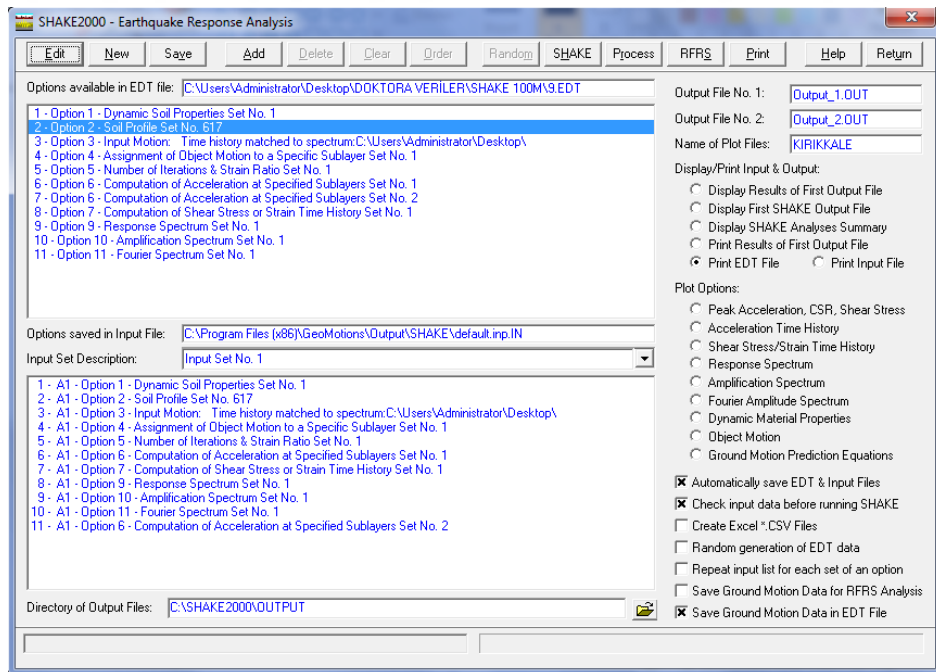 SHAKE2000 - Earthquake Response Analysis
Edit New Save Add Delete Clear Order Random SHAKE Process RFRS Print Help Return
Options available in EDT file: C:\Users\Administrator\Desktop\DOKTORA VERİLER\SHAKE 100M\9.EDT
1 - Option 1 - Dynamic Soil Properties Set No. 1
2 - Option 2 - Soil Profile Set No. 617
3 - Option 3 - Input Motion: Time history matched to spectrum:C:\Users\Administrator\Desktop\
4 - Option 4 - Assignment of Object Motion to a Specific Sublayer Set No. 1
5 - Option 5 - Number of Iterations & Strain Ratio Set No. 1
6 - Option 6 - Computation of Acceleration at Specified Sublayers Set No. 1
7 - Option 6 - Computation of Acceleration at Specified Sublayers Set No. 2
8 - Option 7 - Computation of Shear Stress or Strain Time History Set No. 1
9 - Option 9 - Response Spectrum Set No. 1
10 - Option 10 - Amplification Spectrum Set No. 1
11 - Option 11 - Fourier Spectrum Set No. 1
Options saved in Input File: C:\Program Files (x86)\GeoMotions\Output\SHAKE\default.inp.IN
Input Set Description: Input Set No. 1
1 - A1 - Option 1 - Dynamic Soil Properties Set No. 1
2 - A1 - Option 2 - Soil Profile Set No. 617
3 - A1 - Option 3 - Input Motion: Time history matched to spectrum:C:\Users\Administrator\Desktop\
4 - A1 - Option 4 - Assignment of Object Motion to a Specific Sublayer Set No. 1
5 - A1 - Option 5 - Number of Iterations & Strain Ratio Set No. 1
6 - A1 - Option 6 - Computation of Acceleration at Specified Sublayers Set No. 1
7 - A1 - Option 7 - Computation of Shear Stress or Strain Time History Set No. 1
8 - A1 - Option 9 - Response Spectrum Set No. 1
9 - A1 - Option 10 - Amplification Spectrum Set No. 1
10 - A1 - Option 11 - Fourier Spectrum Set No. 1
11 - A1 - Option 6 - Computation of Acceleration at Specified Sublayers Set No. 2
Directory of Output Files: C:\SHAKE2000\OUTPUT
Output File No. 1: Output_1.OUT
Output File No. 2: Output_2.OUT
Name of Plot Files: KIRIKKALE
Display/Print Input & Output:
Display Results of First Output File
Display First SHAKE Output File
Display SHAKE Analyses Summary
Print Results of First Output File
Print EDT File Print Input File
Plot Options:
Peak Acceleration, CSR, Shear Stress
Acceleration Time History
Shear Stress/Strain Time History
Response Spectrum
Amplification Spectrum
Fourier Amplitude Spectrum
Dynamic Material Properties
Object Motion
Ground Motion Prediction Equations
Automatically save EDT & Input Files
Check input data before running SHAKE
Create Excel *.CSV Files
Random generation of EDT data
Repeat input list for each set of an option
Save Ground Motion Data for RFRS Analysis
Save Ground Motion Data in EDT File